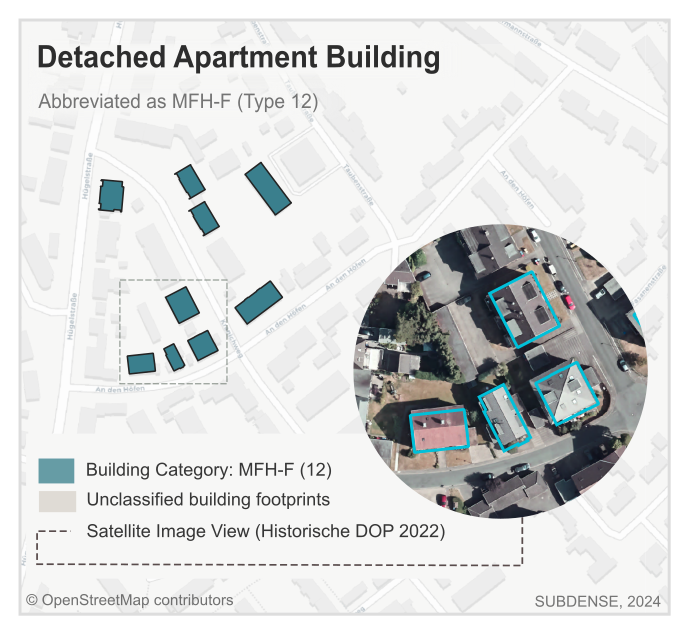 Detached Apartment Building
Abbreviated as MFH-F (Type 12)
Hügelstraße
Taubenstraße
An den Höfen
An den Höfen
Hügelstraße
An den Höfen
An den Höfen
Building Category: MFH-F (12)
Unclassified building footprints
Satellite Image View (Historische DOP 2022)
© OpenStreetMap contributors
SUBDENSE, 2024